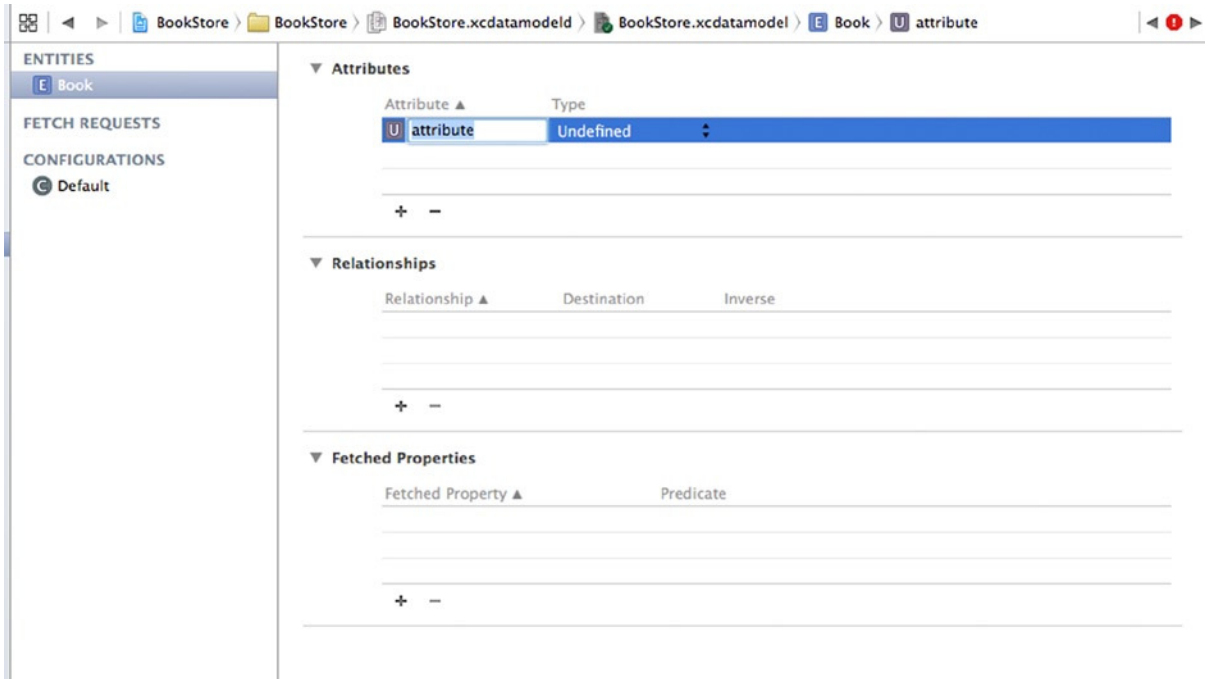 BookStore BookStore BookStore.xcdatamodeld BookStore.xcdatamodel E Book U attribute
ENTITIES
E Book
FETCH REQUESTS
CONFIGURATIONS
C Default
Attributes
Attribute Type
U attribute Undefined
Relationships
Relationship Destination Inverse
Fetched Properties
Fetched Property Predicate